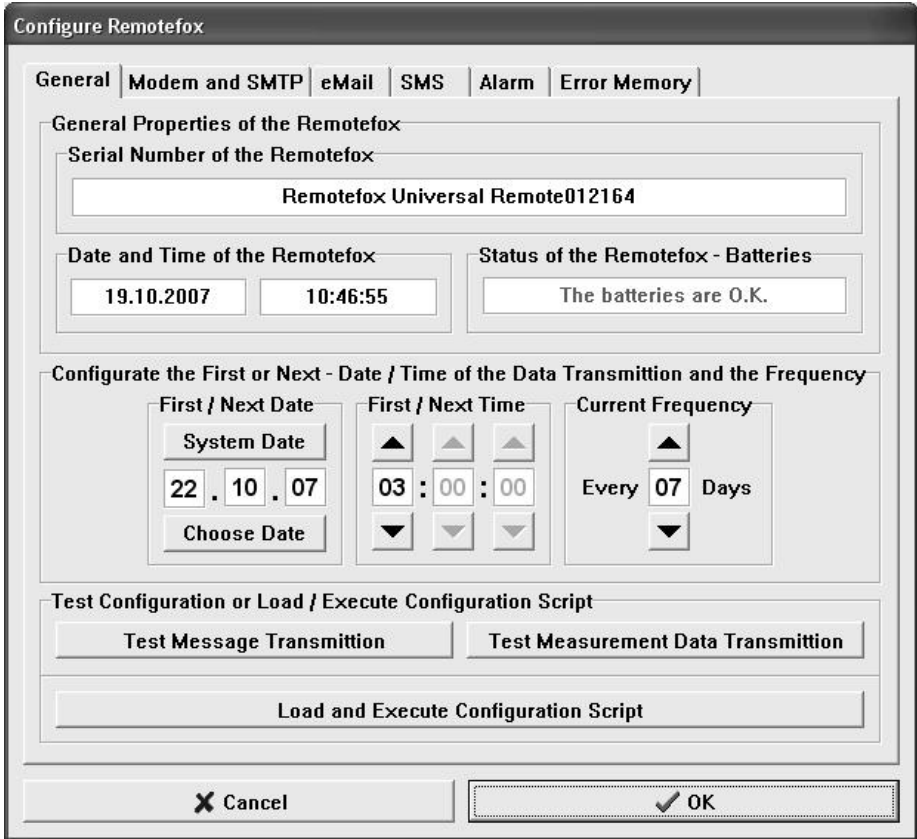 Configure Remotefox
General Modem and SMTP eMail SMS Alarm Error Memory
General Properties of the Remotefox
Serial Number of the Remotefox
Remotefox Universal Remote012164
Date and Time of the Remotefox Status of the Remotefox - Batteries
19.10.2007 10:46:55 The batteries are O.K.
Configurate the First or Next - Date / Time of the Data Transmittion and the Frequency
First / Next Date First / Next Time Current Frequency
System Date
22 . 10 . 07 03 : 00 : 00 Every 07 Days
Choose Date
Test Configuration or Load / Execute Configuration Script
Test Message Transmittion Test Measurement Data Transmittion
Load and Execute Configuration Script
Cancel OK